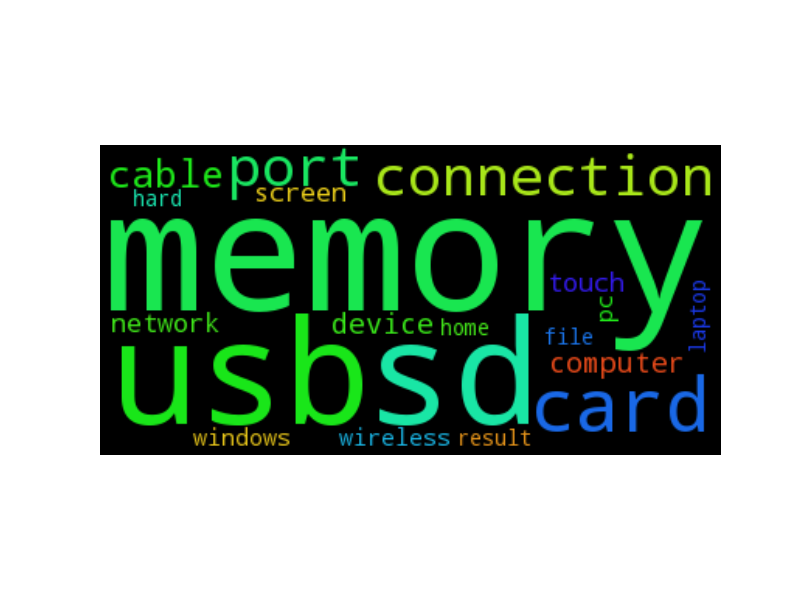 cable port connection
hard screen
memory
touch
pc
laptop
network device home
file
usb sd
computer
card
windows wireless result